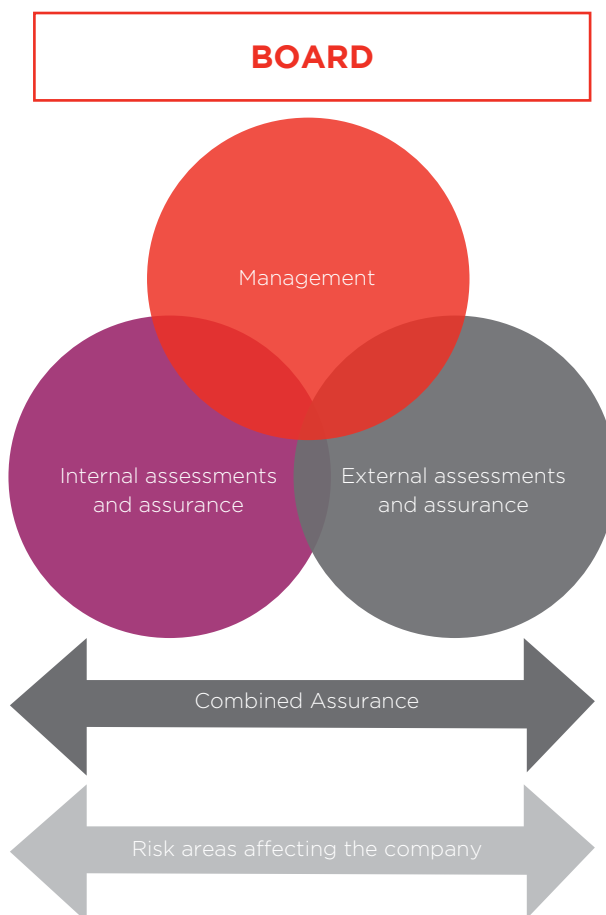 BOARD
Management
Internal assessments
and assurance
External assessments
and assurance
Combined Assurance
Risk areas affecting the company